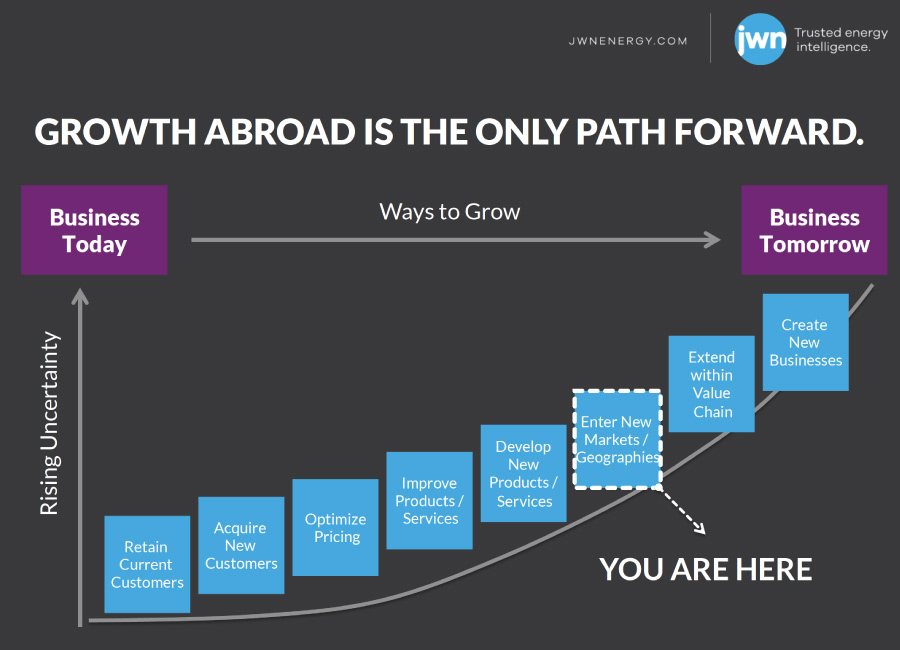 JWNENERGY.COM
jwn
Trusted energy
intelligence.
GROWTH ABROAD IS THE ONLY PATH FORWARD.
Business
Today
Ways to Grow
Business
Tomorrow
Rising Uncertainty
Retain
Current
Customers
Acquire
New
Customers
Optimize
Pricing
Improve
Products /
Services
Develop
New
Products /
Services
Enter New
Markets /
Geographies
Extend
within
Value
Chain
Create
New
Businesses
YOU ARE HERE